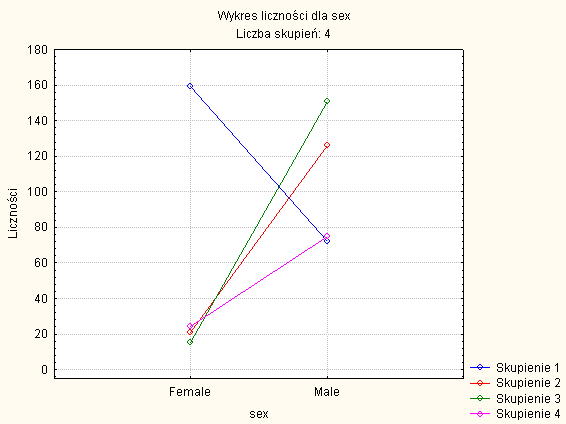 Wykres liczności dla sex
Liczba skupień: 4
180
160
140
120
100
80
60
40
20
0
Liczności
Female
Male
sex
Skupienie 1
Skupienie 2
Skupienie 3
Skupienie 4